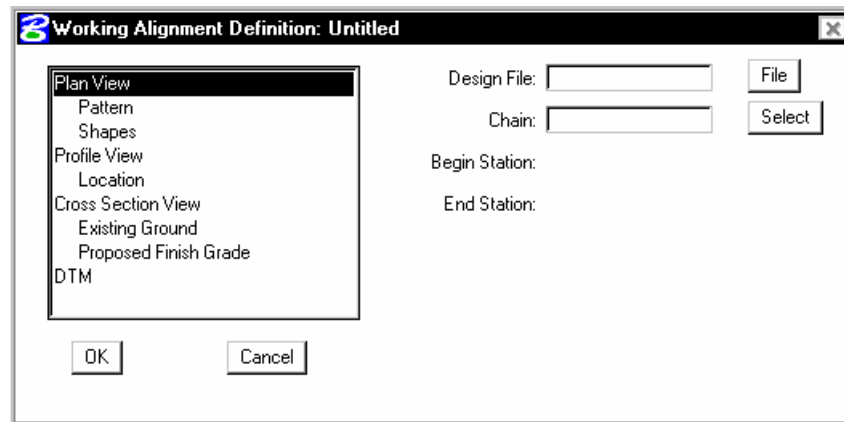 Working Alignment Definition: Untitled
Plan View
Pattern
Shapes
Profile View
Location
Cross Section View
Existing Ground
Proposed Finish Grade
DTM
Design File:
File
Chain:
Select
Begin Station:
End Station:
OK
Cancel